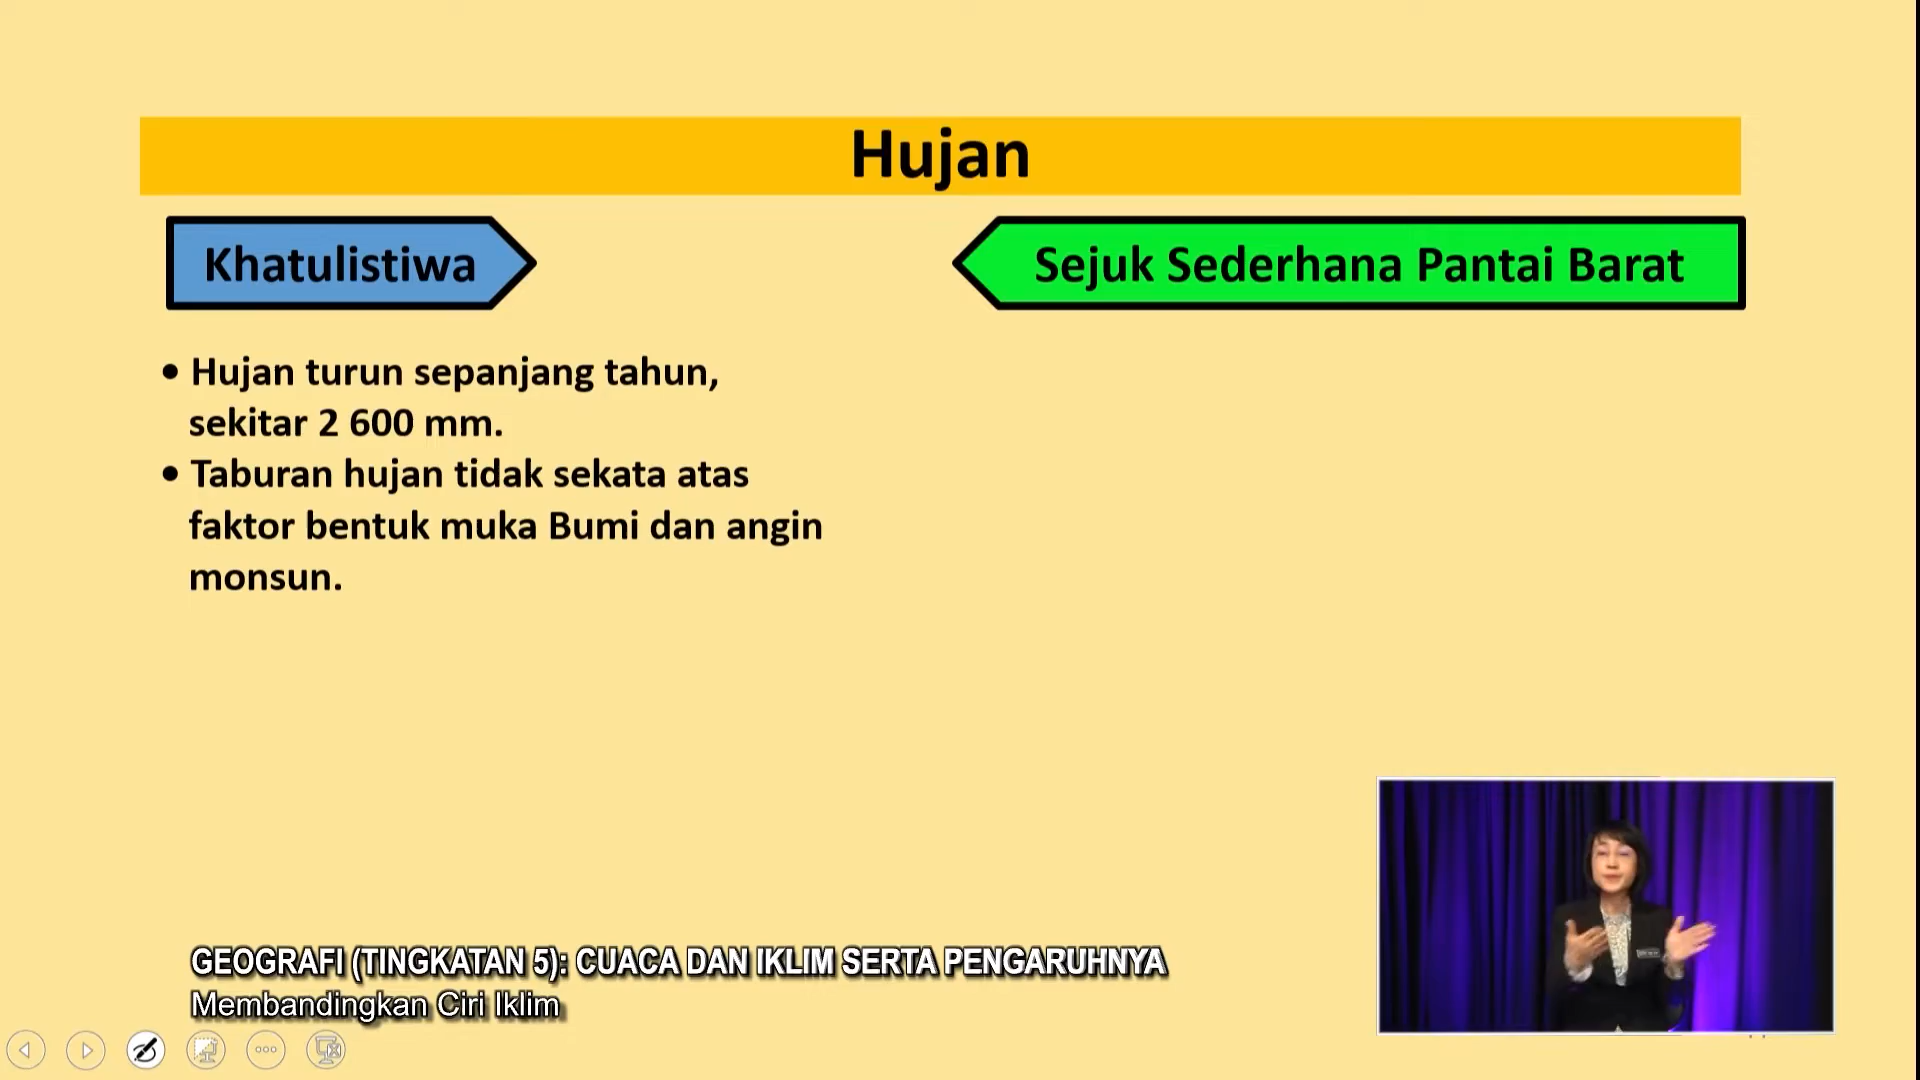 Hujan
Khatulistiwa
Sejuk Sederhana Pantai Barat
• Hujan turun sepanjang tahun,
sekitar 2 600 mm.
• Taburan hujan tidak sekata atas
faktor bentuk muka Bumi dan angin
monsun.
GEOGRAFI (TINGKATAN 5): CUACA DAN IKLIM SERTA PENGARUHNYA
Membandingkan Ciri Iklim